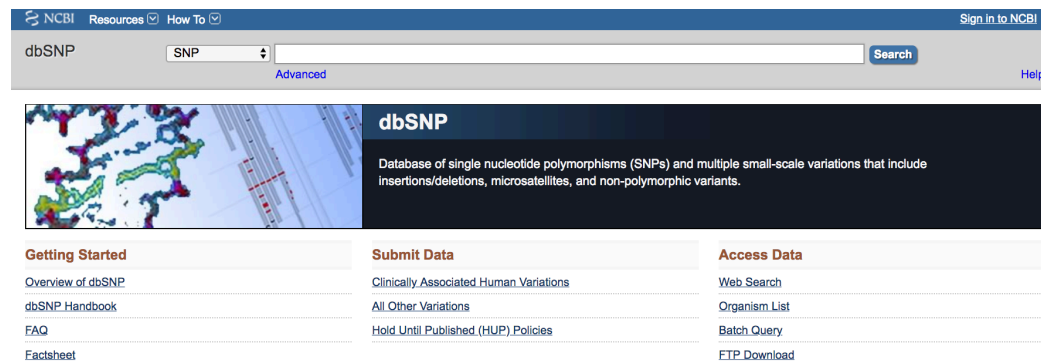 NCBI Resources How To Sign in to NCBI
dbSNP SNP Search
Advanced Help
dbSNP
Database of single nucleotide polymorphisms (SNPs) and multiple small-scale variations that include
insertions/deletions, microsatellites, and non-polymorphic variants.
Getting Started Submit Data Access Data
Overview of dbSNP Clinically Associated Human Variations Web Search
dbSNP Handbook All Other Variations Organism List
FAQ Hold Until Published (HUP) Policies Batch Query
Factsheet FTP Download